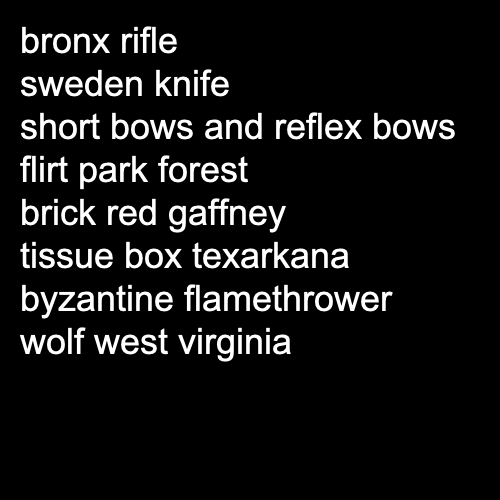 bronx rifle
sweden knife
short bows and reflex bows
flirt park forest
brick red gaffney
tissue box texarkana
byzantine flamethrower
wolf west virginia